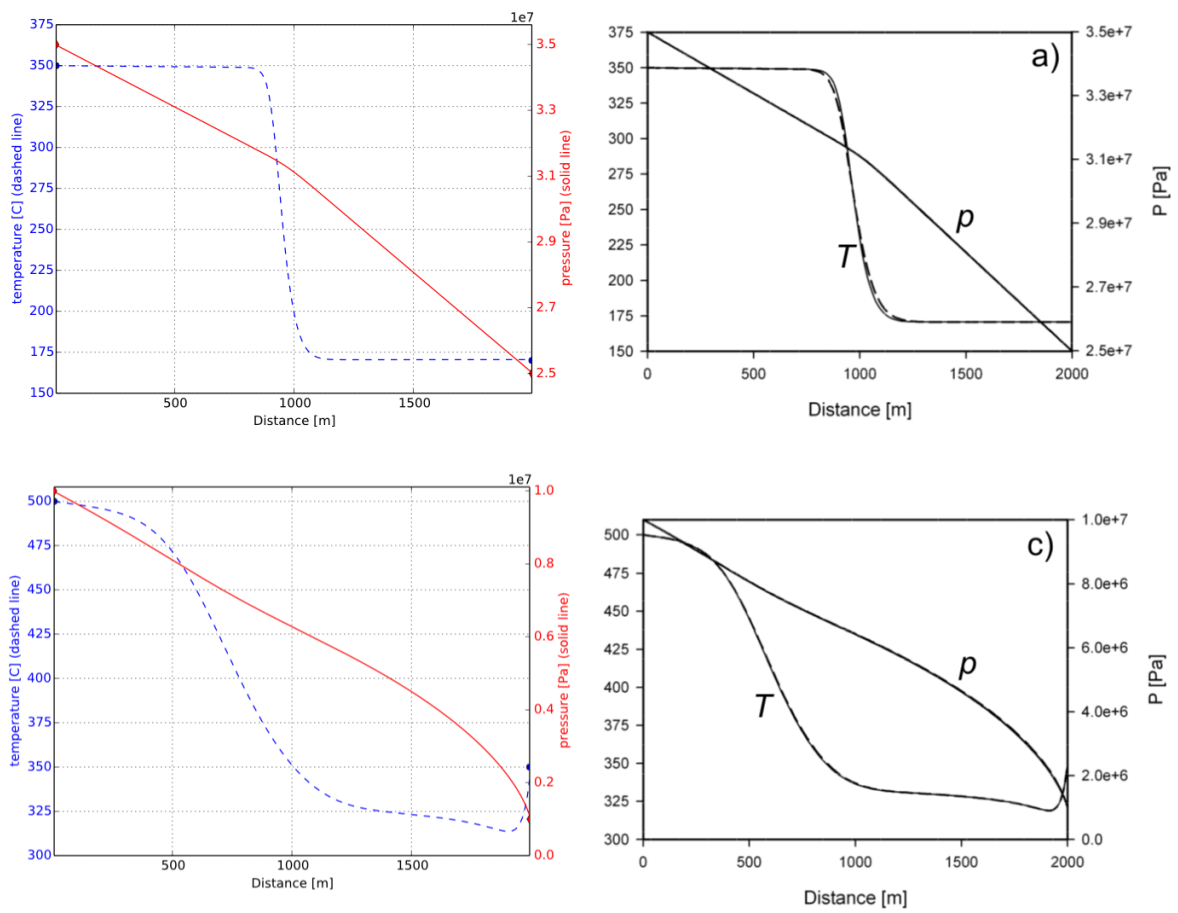 1e7
375
350
325
300
275
250
225
200
175
150
temperature [C] (dashed line)
500
1000
1500
Distance [m]
3.5
3.3
3.1
2.9
2.7
2.5
pressure [Pa] (solid line)
a)
375
350
325
300
275
250
225
200
175
150
p
T
0
500
1000
1500
2000
Distance [m]
3.5e+7
3.3e+7
3.1e+7
2.9e+7
2.7e+7
2.5e+7
P [Pa]
1e7
500
475
450
425
400
375
350
325
300
temperature [C] (dashed line)
500
1000
1500
Distance [m]
1.0
0.8
0.6
0.4
0.2
0.0
pressure [Pa] (solid line)
c)
500
475
450
425
400
375
350
325
300
p
T
0
500
1000
1500
2000
Distance [m]
1.0e+7
8.0e+6
6.0e+6
4.0e+6
2.0e+6
0.0
P [Pa]